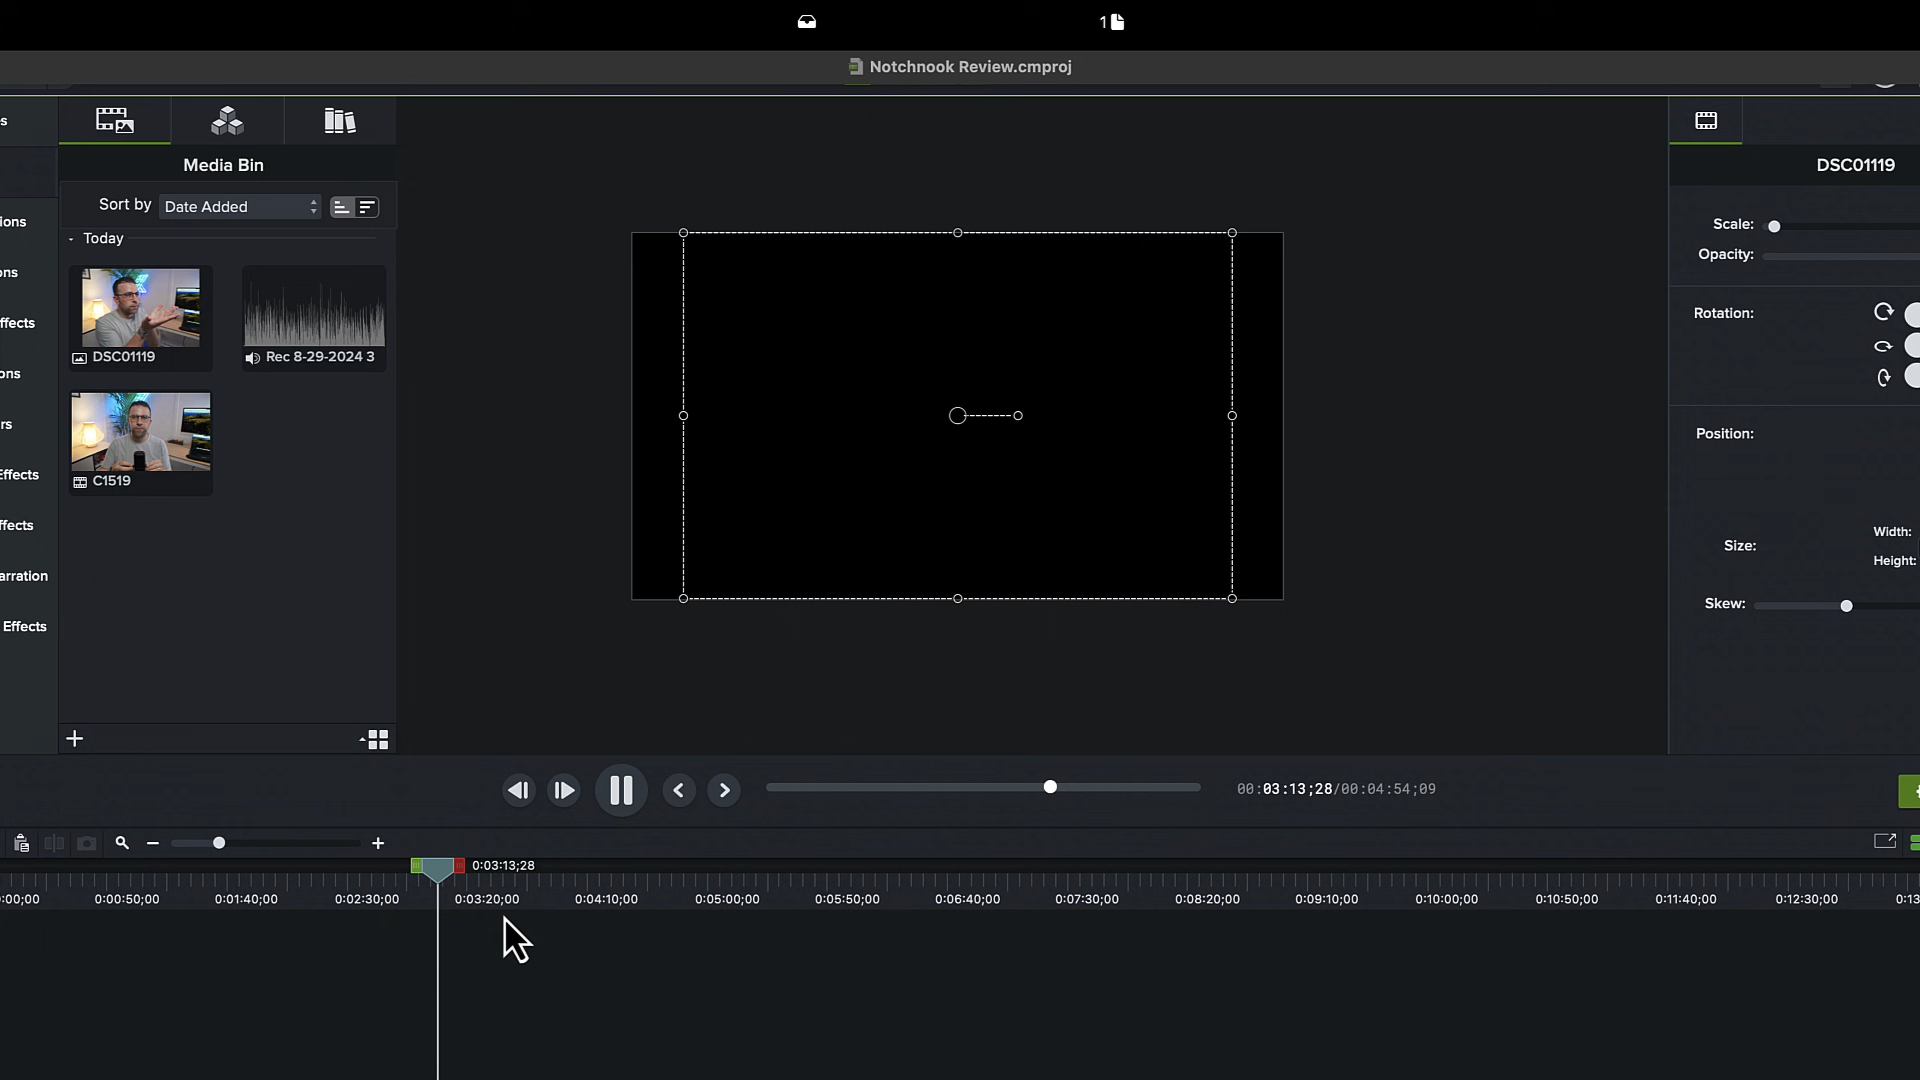 1
Notchnook Review.cmproj
es
Media Bin
DSC01119
Sort by Date Added
Today
ions
Scale:
ons
Opacity:
ffects
Rotation:
DSC01119
Rec 8-29-2024 3
ons
rs
Position:
Effects
C1519
ffects
Width:
Size:
Height:
arration
Skew:
Effects
00:03:13;28/00:04:54;09
0:03:13;28
0:00;00 0:00:50;00 0:01:40;00 0:02:30;00 0:03:20;00 0:04:10;00 0:05:00;00 0:05:50;00 0:06:40;00 0:07:30;00 0:08:20;00 0:09:10;00 0:10:00;00 0:10:50;00 0:11:40;00 0:12:30;00 0:13